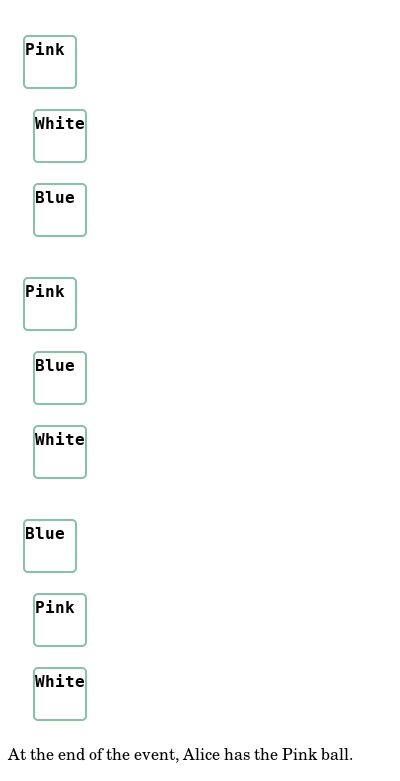 Pink
White
Blue
Pink
Blue
White
Blue
Pink
White
At the end of the event, Alice has the Pink ball.